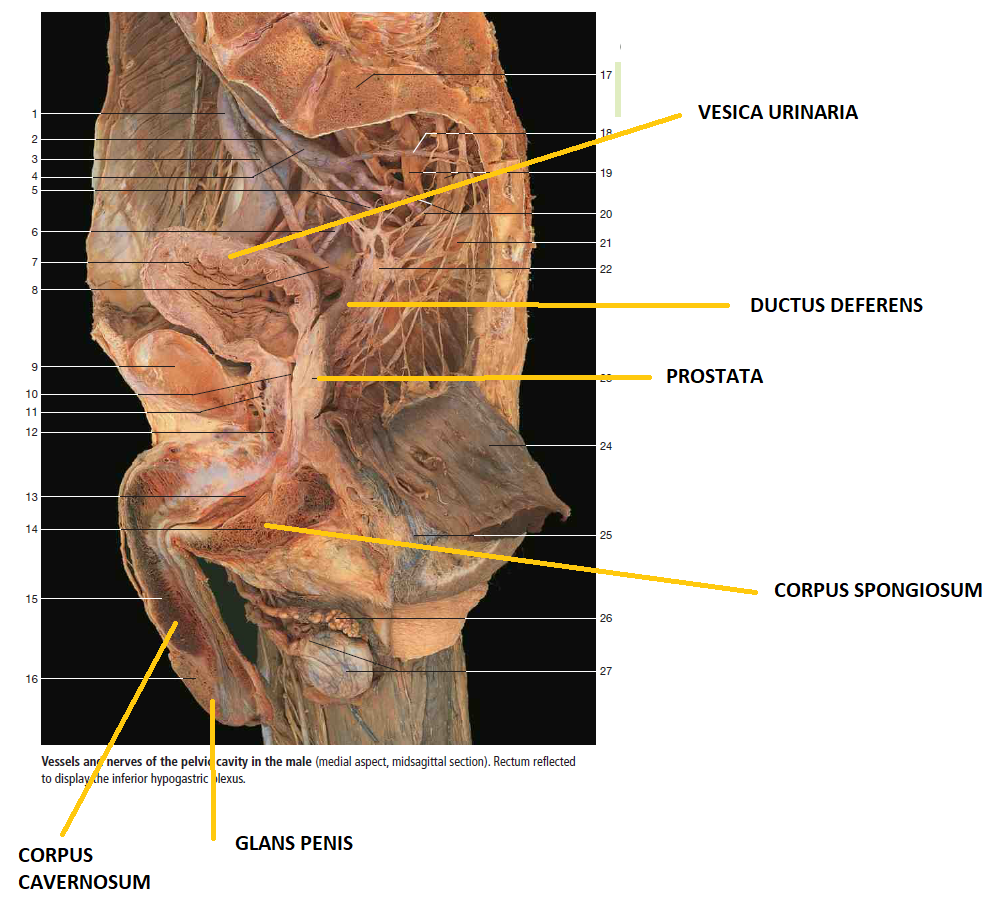 17
1
VESICA URINARIA
18
2
3
19
4
5
20
6
21
7
22
8
DUCTUS DEFERENS
9
PROSTATA
10
11
12
24
13
14
25
CORPUS SPONGIOSUM
15
26
27
16
Vessels and nerves of the pelvic cavity in the male (medial aspect, midsagittal section). Rectum reflected
to display the inferior hypogastric plexus.
GLANS PENIS
CORPUS
CAVERNOSUM